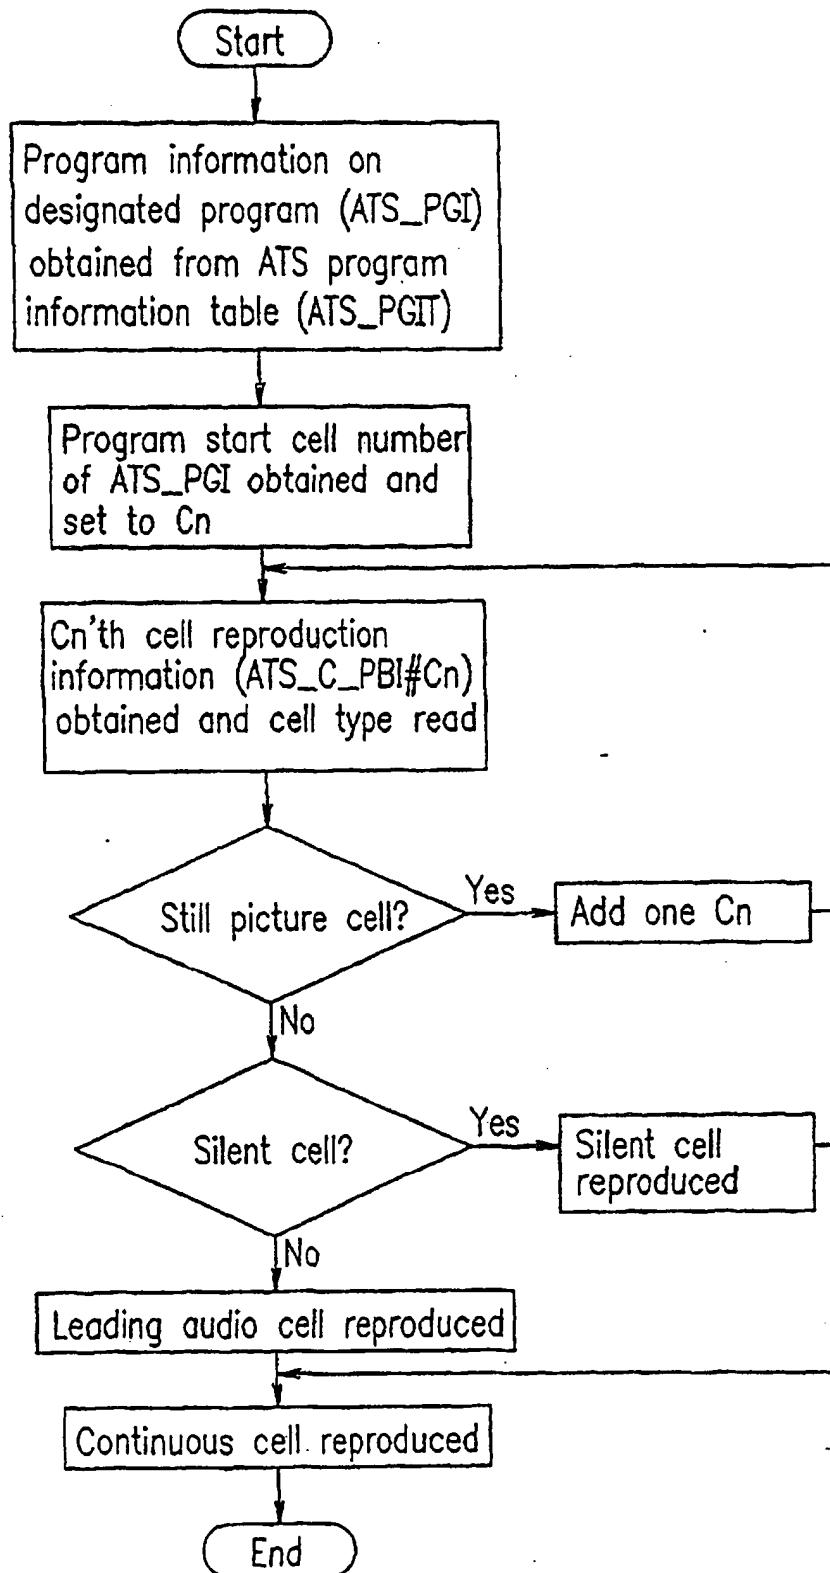 Start
Program information on
designated program (ATS_PGI)
obtained from ATS program
information table (ATS_PGIT)
Program start cell number
of ATS_PGI obtained and
set to Cn
Cn'th cell reproduction
information (ATS_C_PBI#Cn)
obtained and cell type read
Still picture cell?
Yes
Add one Cn
No
Silent cell?
Yes
Silent cell
reproduced
No
Leading audio cell reproduced
Continuous cell reproduced
End